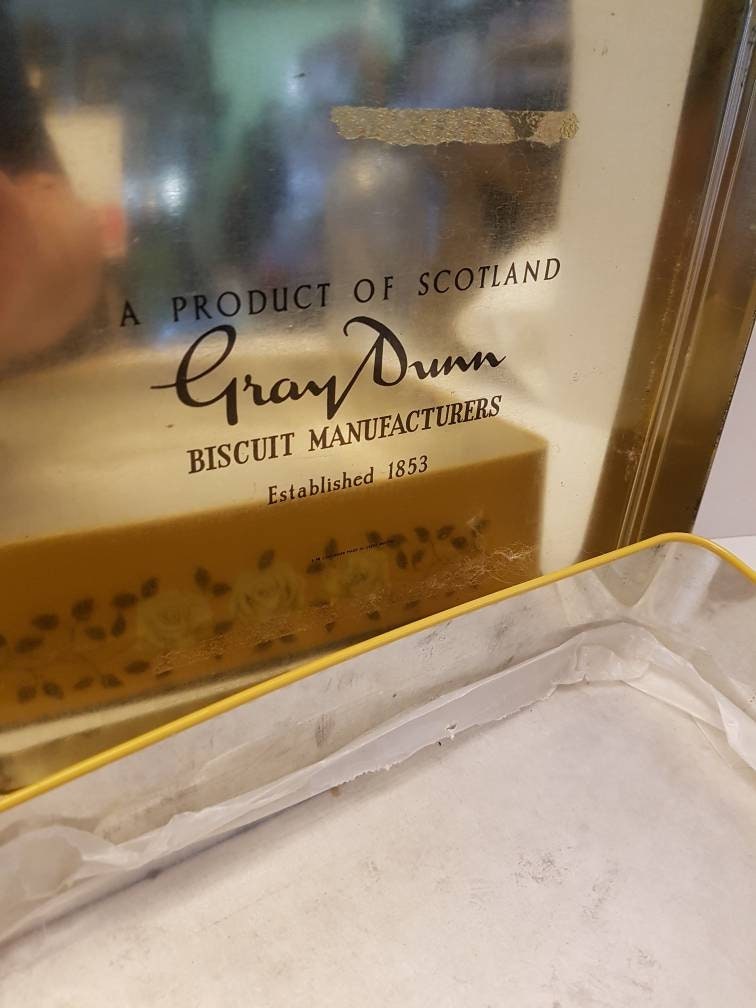 A PRODUCT OF SCOTLAND
Gray Dunn
BISCUIT MANUFACTURERS
Established 1853